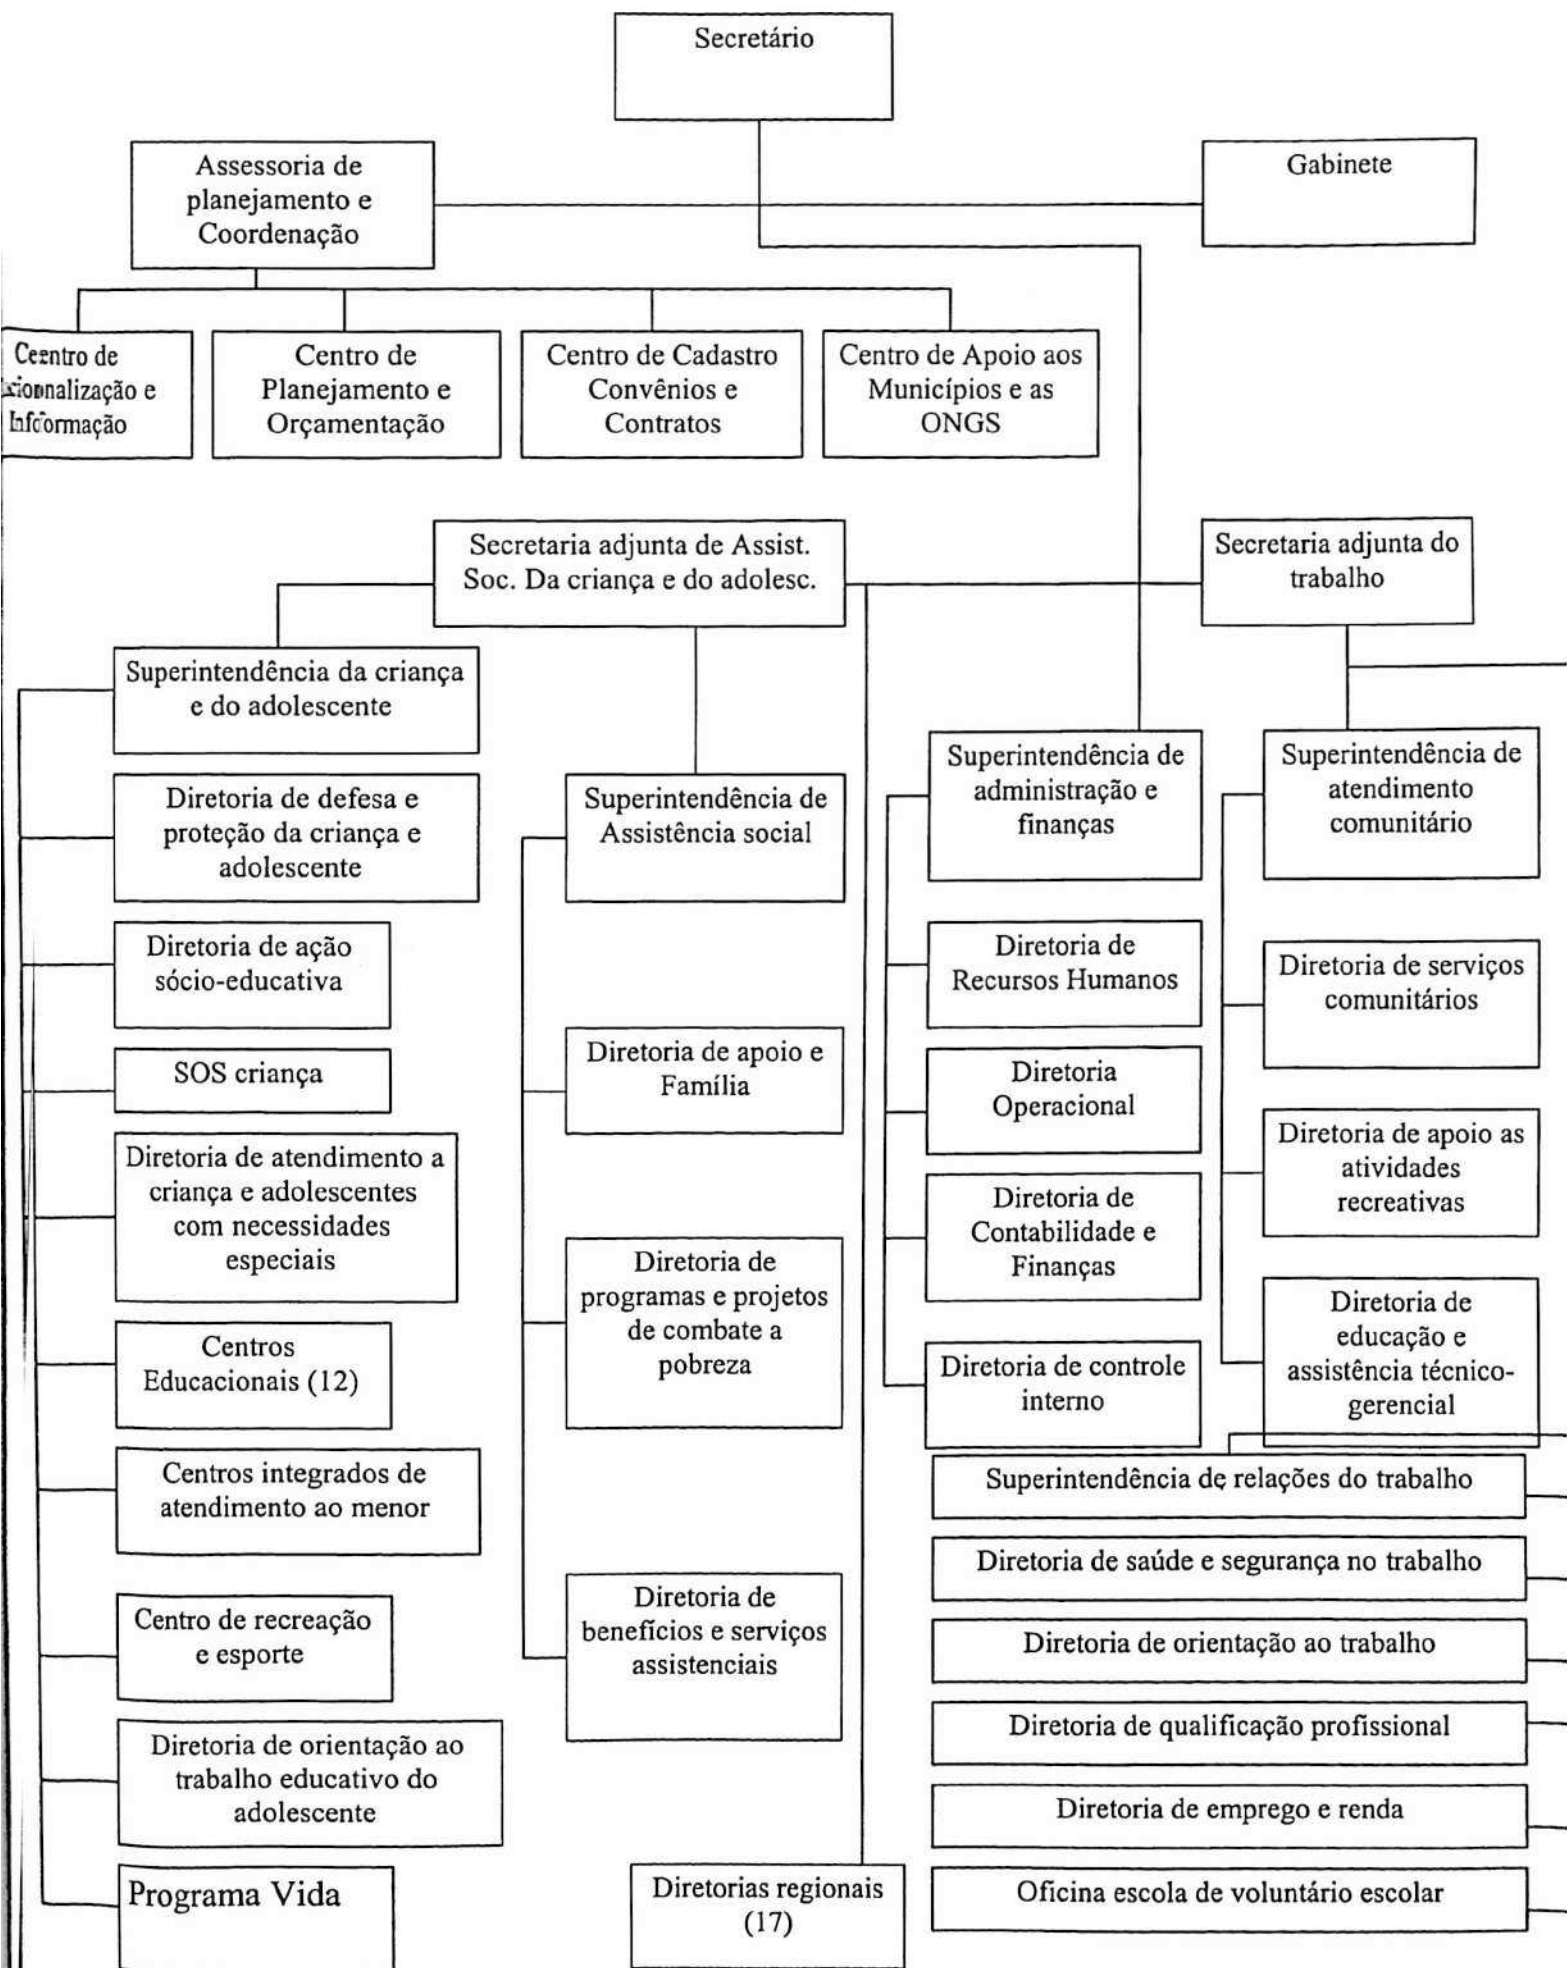 Secretário
Assessoria de
planejamento e
Coordenação
Gabinete
Centro de
Informação
Centro de
Planejamento e
Orçamentação
Centro de Cadastro
Convênios e
Contratos
Centro de Apoio aos
Municípios e as
ONGS
Secretaria adjunta de Assist.
Soc. Da criança e do adolesc.
Secretaria adjunta do
trabalho
Superintendência da criança
e do adolescente
Diretoria de defesa e
proteção da criança e
adolescente
Diretoria de ação
sócio-educativa
SOS criança
Diretoria de atendimento a
criança e adolescentes
com necessidades
especiais
Centros
Educacionais (12)
Centros integrados de
atendimento ao menor
Centro de recreação
e esporte
Diretoria de orientação ao
trabalho educativo do
adolescente
Programa Vida
Superintendência de
Assistência social
Diretoria de apoio e
Família
Diretoria de
programas e projetos
de combate a
pobreza
Diretoria de
benefícios e serviços
assistenciais
Diretorias regionais
(17)
Superintendência de
administração e
finanças
Diretoria de
Recursos Humanos
Diretoria
Operacional
Diretoria de
Contabilidade e
Finanças
Diretoria de controle
interno
Superintendência de
atendimento
comunitário
Diretoria de serviços
comunitários
Diretoria de apoio as
atividades
recreativas
Diretoria de
educação e
assistência técnico-
gerencial
Superintendência de relações do trabalho
Diretoria de saúde e segurança no trabalho
Diretoria de orientação ao trabalho
Diretoria de qualificação profissional
Diretoria de emprego e renda
Oficina escola de voluntário escolar